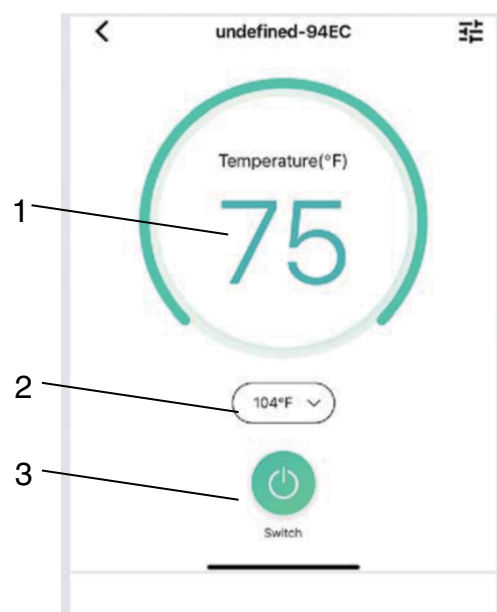 undefined-94EC
Temperature(°F)
1
75
2
104°F
3
Switch